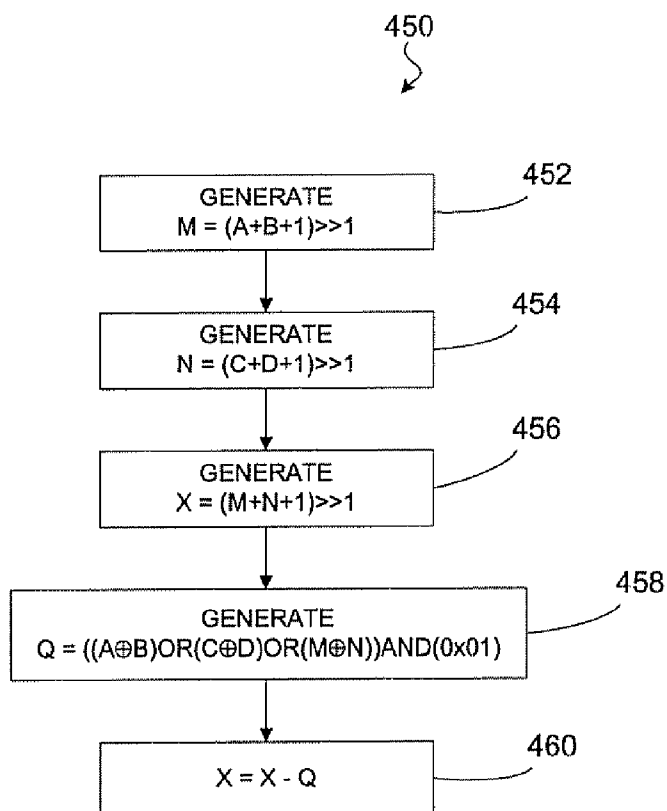 450
GENERATE
M = (A+B+1)>>1
452
GENERATE
N = (C+D+1)>>1
454
GENERATE
X = (M+N+1)>>1
456
GENERATE
Q = ((A⊕B)OR(C⊕D)OR(M⊕N))AND(0x01)
458
X = X - Q
460